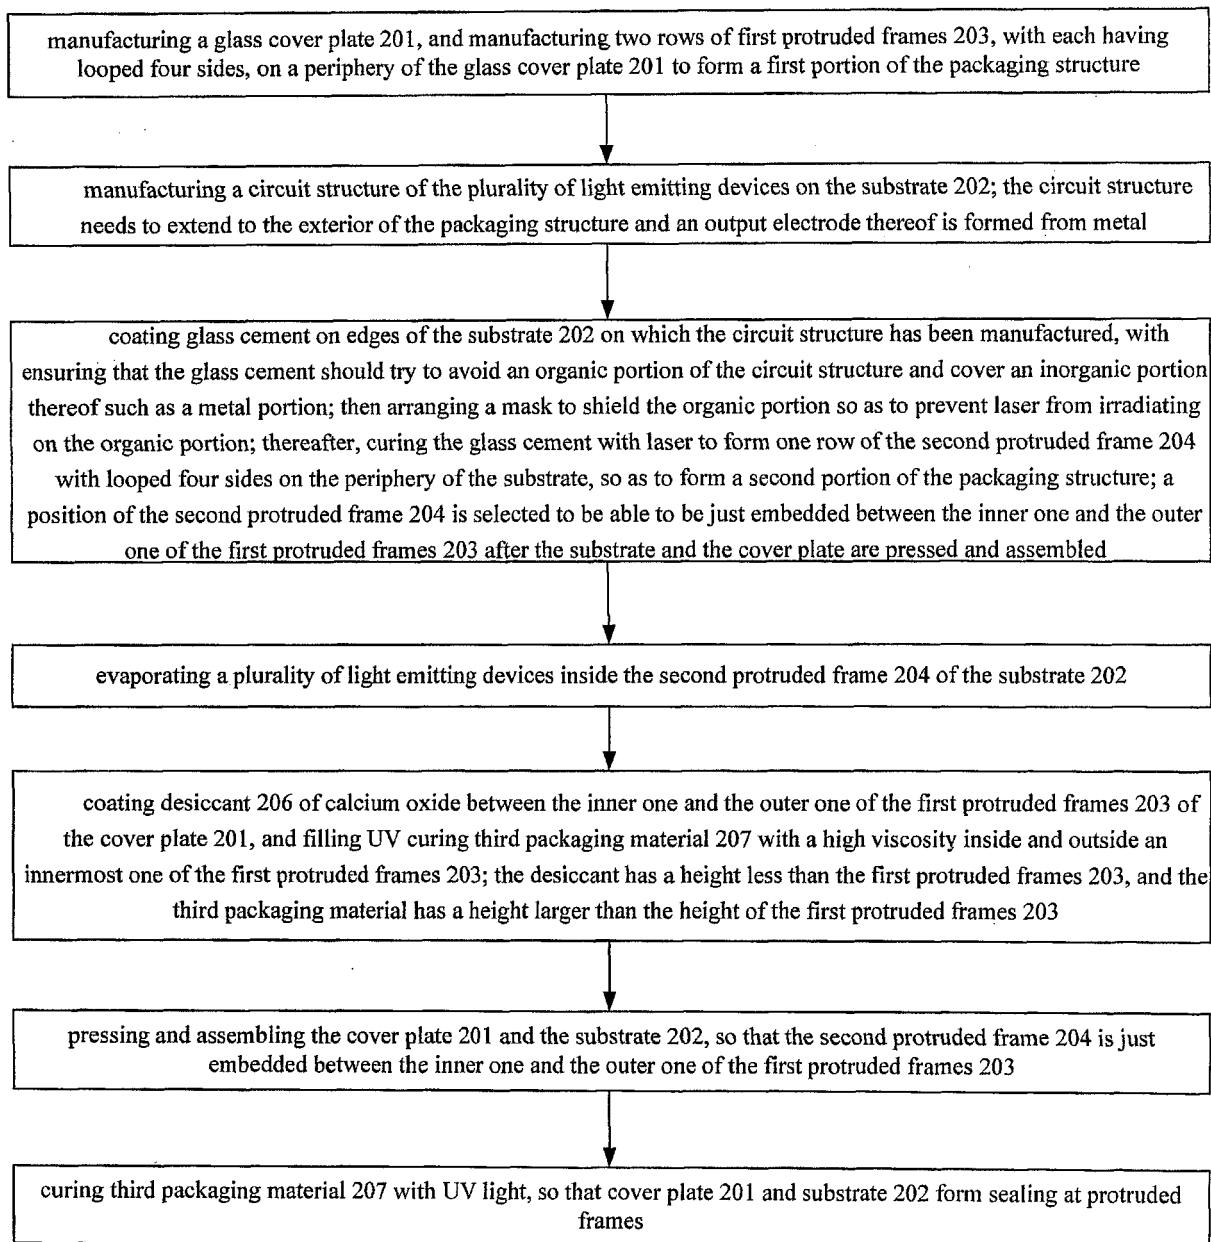 manufacturing a glass cover plate 201, and manufacturing two rows of first protruded frames 203, with each having
looped four sides, on a periphery of the glass cover plate 201 to form a first portion of the packaging structure
manufacturing a circuit structure of the plurality of light emitting devices on the substrate 202; the circuit structure
needs to extend to the exterior of the packaging structure and an output electrode thereof is formed from metal
coating glass cement on edges of the substrate 202 on which the circuit structure has been manufactured, with
ensuring that the glass cement should try to avoid an organic portion of the circuit structure and cover an inorganic portion
thereof such as a metal portion; then arranging a mask to shield the organic portion so as to prevent laser from irradiating
on the organic portion; thereafter, curing the glass cement with laser to form one row of the second protruded frame 204
with looped four sides on the periphery of the substrate, so as to form a second portion of the packaging structure; a
position of the second protruded frame 204 is selected to be able to be just embedded between the inner one and the outer
one of the first protruded frames 203 after the substrate and the cover plate are pressed and assembled
evaporating a plurality of light emitting devices inside the second protruded frame 204 of the substrate 202
coating desiccant 206 of calcium oxide between the inner one and the outer one of the first protruded frames 203 of
the cover plate 201, and filling UV curing third packaging material 207 with a high viscosity inside and outside an
innermost one of the first protruded frames 203; the desiccant has a height less than the first protruded frames 203, and the
third packaging material has a height larger than the height of the first protruded frames 203
pressing and assembling the cover plate 201 and the substrate 202, so that the second protruded frame 204 is just
embedded between the inner one and the outer one of the first protruded frames 203
curing third packaging material 207 with UV light, so that cover plate 201 and substrate 202 form sealing at protruded
frames